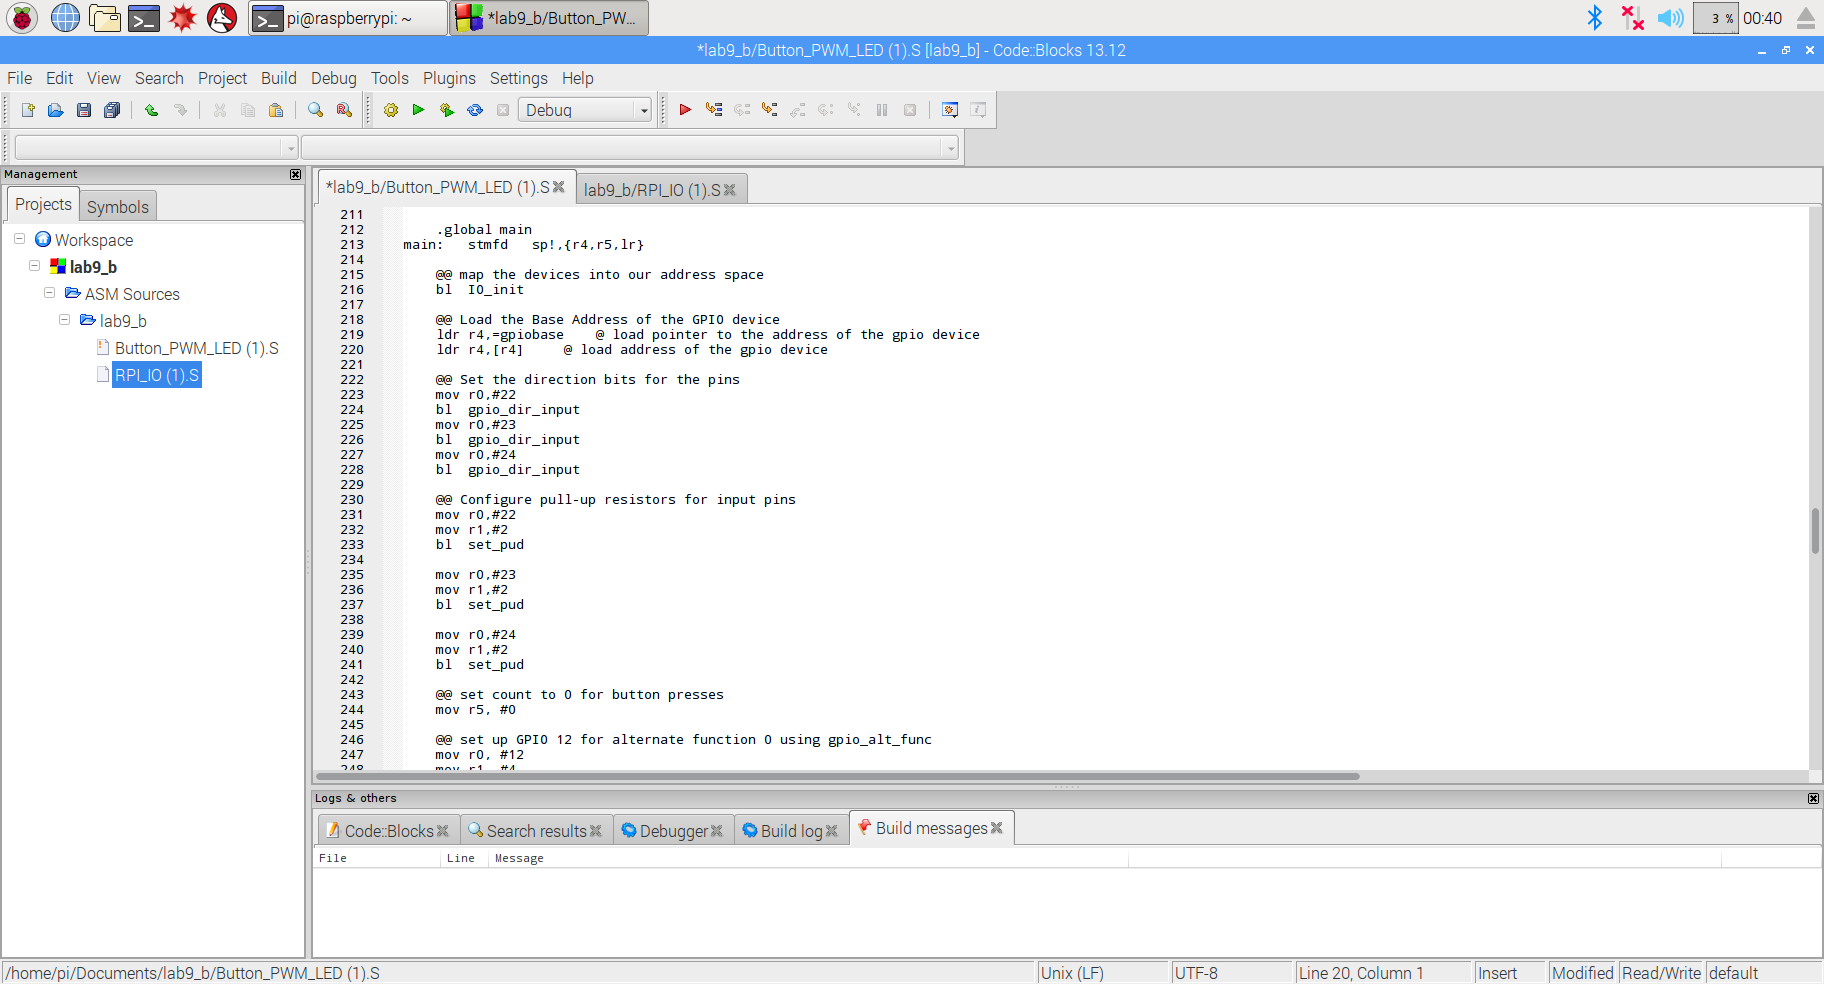 pi@raspberrypi: ~
*lab9_b/Button_PW...
3 %
00:40
*lab9_b/Button_PWM_LED (1).S [lab9_b] - Code::Blocks 13.12
File Edit View Search Project Build Debug Tools Plugins Settings Help
Debug
Management
Projects Symbols
Workspace
lab9_b
ASM Sources
lab9_b
Button_PWM_LED (1).S
RPI_IO (1).S
*lab9_b/Button_PWM_LED (1).S
lab9_b/RPI_IO (1).S
211
212     .global main
213 main:   stmfd   sp!,{r4,r5,lr}
214
215     @@ map the devices into our address space
216     bl  IO_init
217
218     @@ Load the Base Address of the GPIO device
219     ldr r4,=gpiobase    @ load pointer to the address of the gpio device
220     ldr r4,[r4]     @ load address of the gpio device
221
222     @@ Set the direction bits for the pins
223     mov r0,#22
224     bl  gpio_dir_input
225     mov r0,#23
226     bl  gpio_dir_input
227     mov r0,#24
228     bl  gpio_dir_input
229
230     @@ Configure pull-up resistors for input pins
231     mov r0,#22
232     mov r1,#2
233     bl  set_pud
234
235     mov r0,#23
236     mov r1,#2
237     bl  set_pud
238
239     mov r0,#24
240     mov r1,#2
241     bl  set_pud
242
243     @@ set count to 0 for button presses
244     mov r5, #0
245
246     @@ set up GPIO 12 for alternate function 0 using gpio_alt_func
247     mov r0, #12
248     mov r1, #4
Logs & others
Code::Blocks Search results Debugger Build log Build messages
File Line Message
/home/pi/Documents/lab9_b/Button_PWM_LED (1).S
Unix (LF)
UTF-8
Line 20, Column 1
Insert
Modified
Read/Write
default